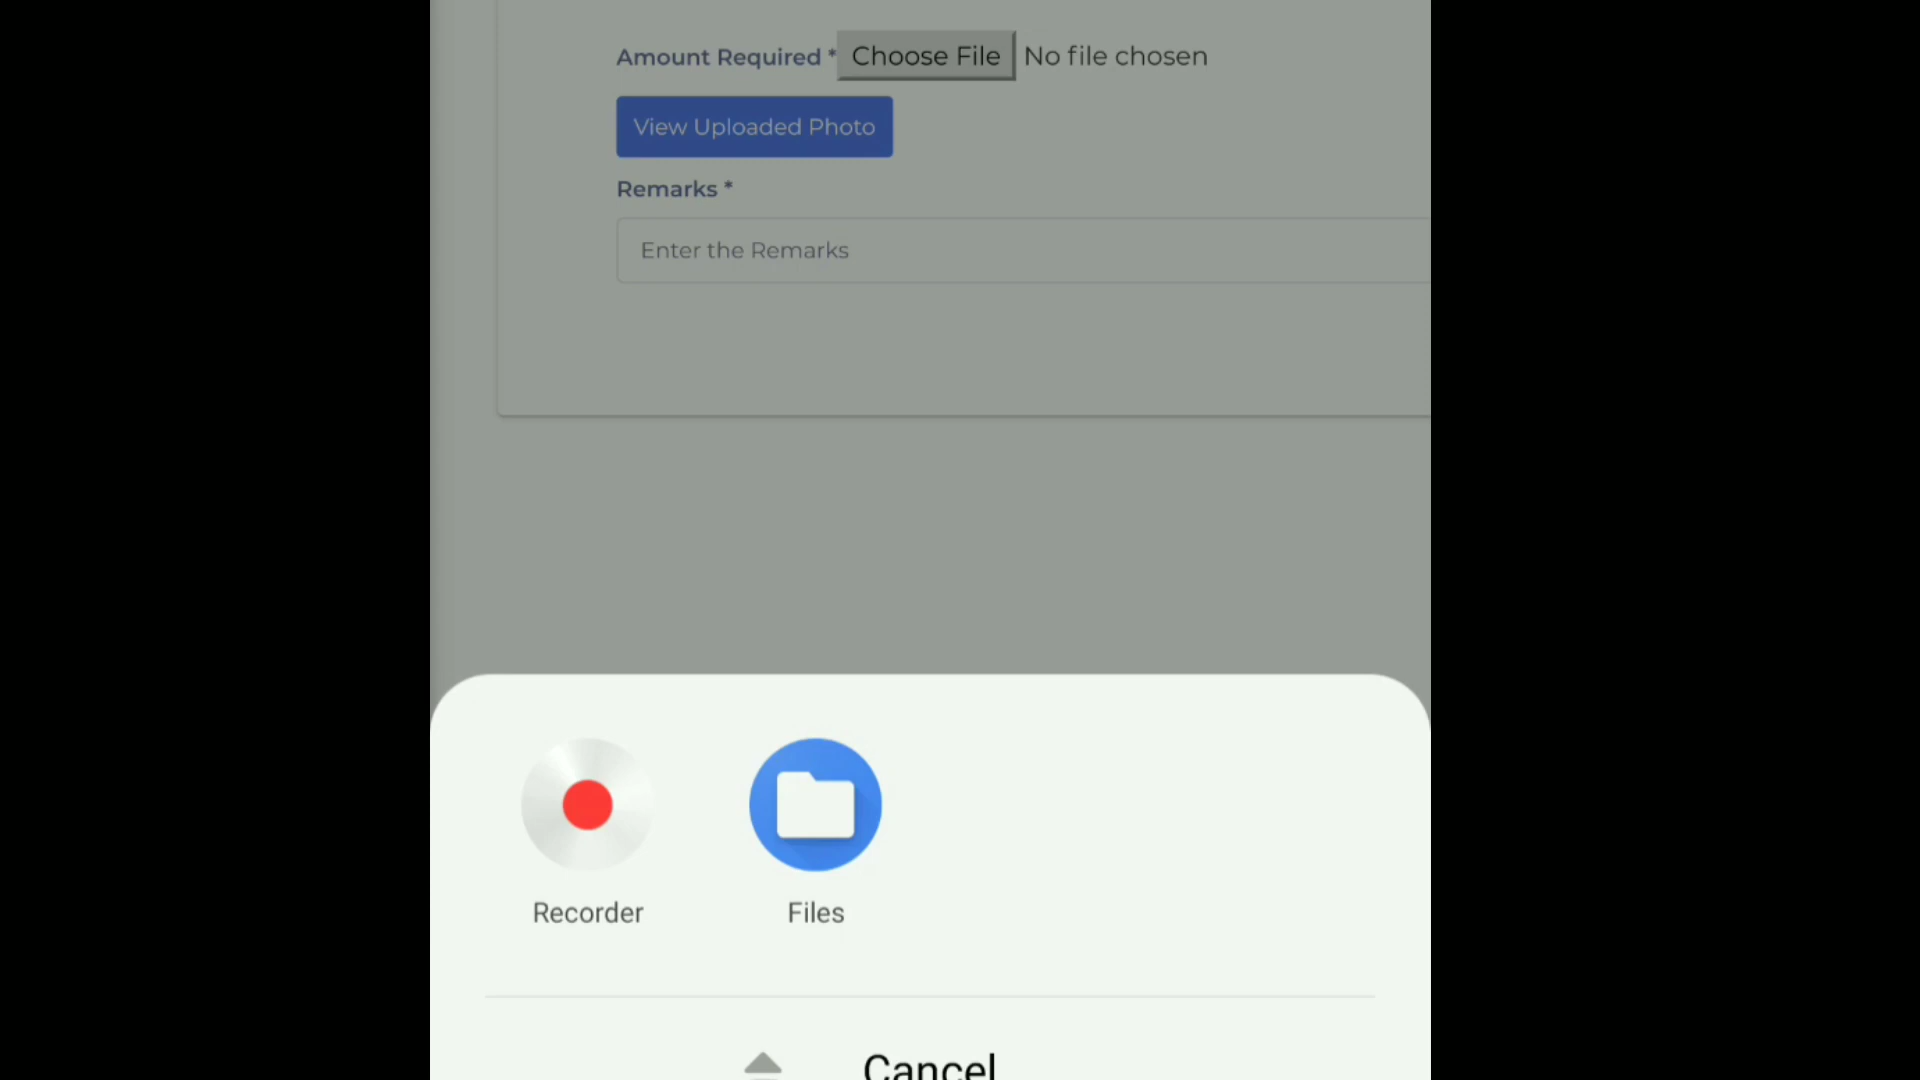 Amount Required * Choose File No file chosen
View Uploaded Photo
Remarks *
Enter the Remarks
Recorder
Files
Cancel